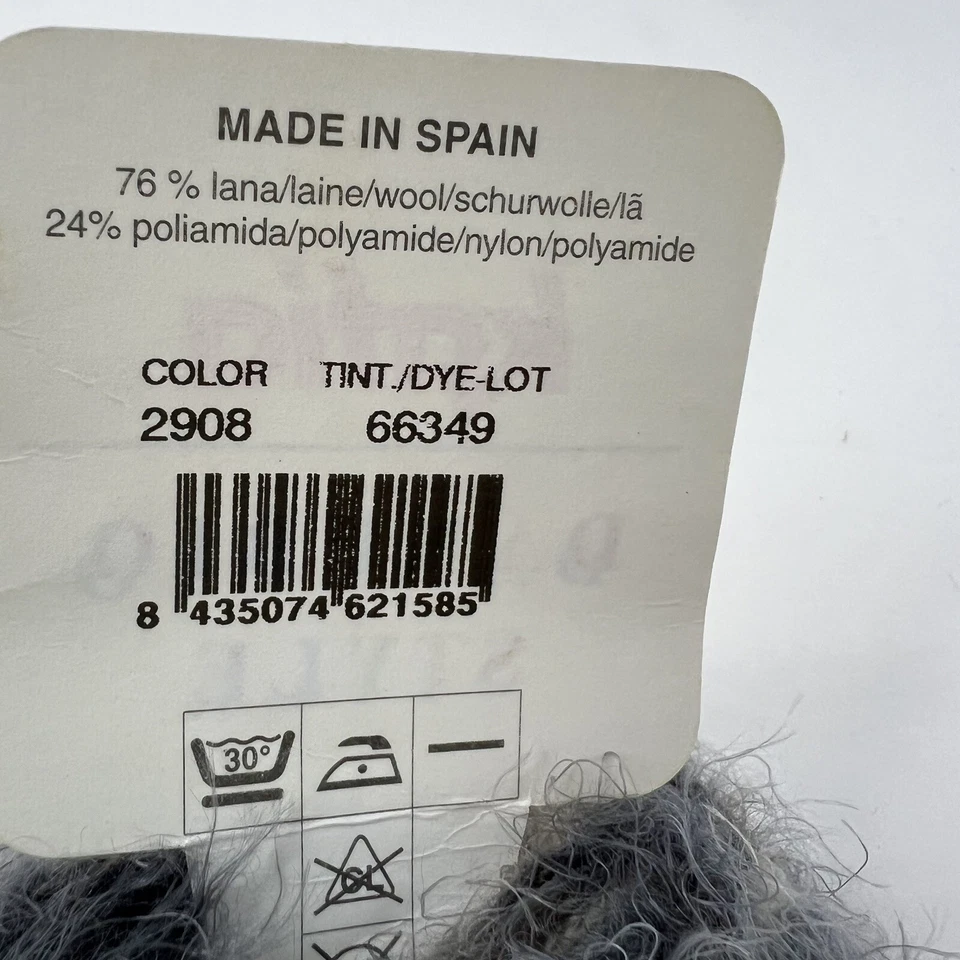 MADE IN SPAIN
76 % lana/laine/wool/schurwolle/lã
24% poliamida/polyamide/nylon/polyamide
COLOR TINT./DYE-LOT
2908 66349
8 435074 621585
30°
CL